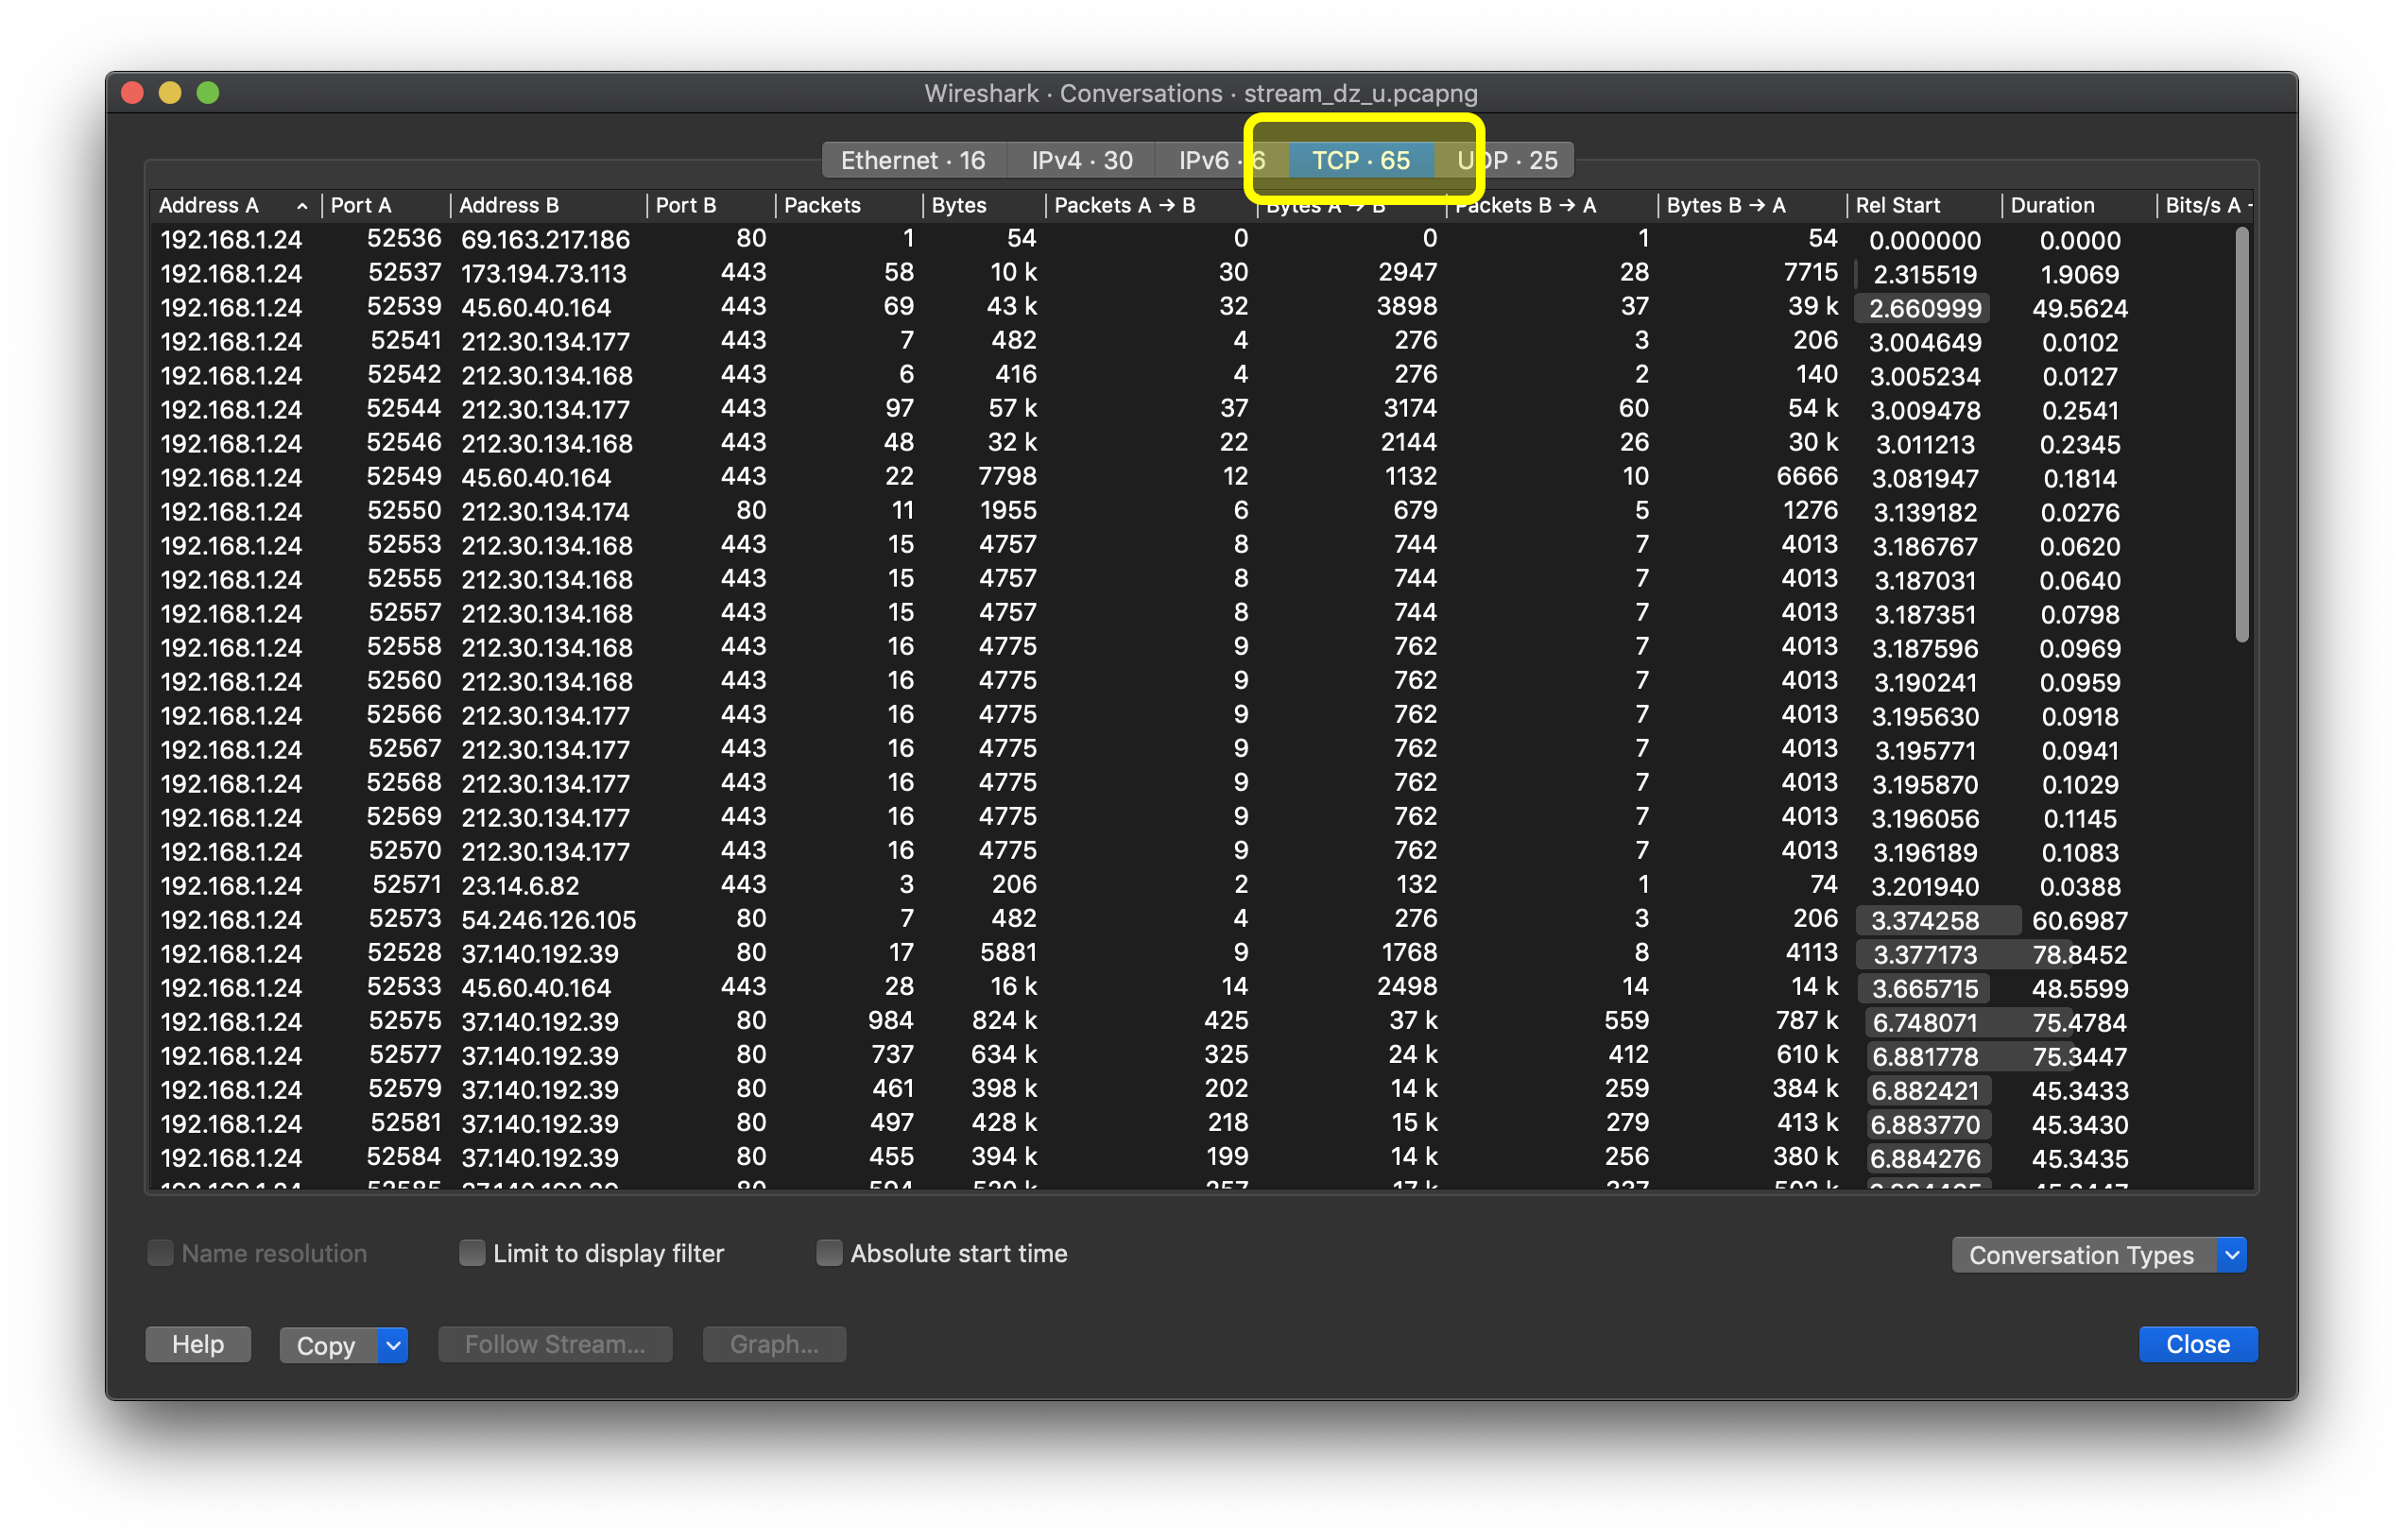 Wireshark · Conversations · stream_dz_u.pcapng
Ethernet · 16 IPv4 · 30 IPv6 · 6 TCP · 65 UDP · 25
Address A Port A Address B Port B Packets Bytes Packets A → B Bytes A → B Packets B → A Bytes B → A Rel Start Duration Bits/s A
192.168.1.24 52536 69.163.217.186 80 1 54 0 0 1 54 0.000000 0.0000
192.168.1.24 52537 173.194.73.113 443 58 10 k 30 2947 28 7715 2.315519 1.9069
192.168.1.24 52539 45.60.40.164 443 69 43 k 32 3898 37 39 k 2.660999 49.5624
192.168.1.24 52541 212.30.134.177 443 7 482 4 276 3 206 3.004649 0.0102
192.168.1.24 52542 212.30.134.168 443 6 416 4 276 2 140 3.005234 0.0127
192.168.1.24 52544 212.30.134.177 443 97 57 k 37 3174 60 54 k 3.009478 0.2541
192.168.1.24 52546 212.30.134.168 443 48 32 k 22 2144 26 30 k 3.011213 0.2345
192.168.1.24 52549 45.60.40.164 443 22 7798 12 1132 10 6666 3.081947 0.1814
192.168.1.24 52550 212.30.134.174 80 11 1955 6 679 5 1276 3.139182 0.0276
192.168.1.24 52553 212.30.134.168 443 15 4757 8 744 7 4013 3.186767 0.0620
192.168.1.24 52555 212.30.134.168 443 15 4757 8 744 7 4013 3.187031 0.0640
192.168.1.24 52557 212.30.134.168 443 15 4757 8 744 7 4013 3.187351 0.0798
192.168.1.24 52558 212.30.134.168 443 16 4775 9 762 7 4013 3.187596 0.0969
192.168.1.24 52560 212.30.134.168 443 16 4775 9 762 7 4013 3.190241 0.0959
192.168.1.24 52566 212.30.134.177 443 16 4775 9 762 7 4013 3.195630 0.0918
192.168.1.24 52567 212.30.134.177 443 16 4775 9 762 7 4013 3.195771 0.0941
192.168.1.24 52568 212.30.134.177 443 16 4775 9 762 7 4013 3.195870 0.1029
192.168.1.24 52569 212.30.134.177 443 16 4775 9 762 7 4013 3.196056 0.1145
192.168.1.24 52570 212.30.134.177 443 16 4775 9 762 7 4013 3.196189 0.1083
192.168.1.24 52571 23.14.6.82 443 3 206 2 132 1 74 3.201940 0.0388
192.168.1.24 52573 54.246.126.105 80 7 482 4 276 3 206 3.374258 60.6987
192.168.1.24 52528 37.140.192.39 80 17 5881 9 1768 8 4113 3.377173 78.8452
192.168.1.24 52533 45.60.40.164 443 28 16 k 14 2498 14 14 k 3.665715 48.5599
192.168.1.24 52575 37.140.192.39 80 984 824 k 425 37 k 559 787 k 6.748071 75.4784
192.168.1.24 52577 37.140.192.39 80 737 634 k 325 24 k 412 610 k 6.881778 75.3447
192.168.1.24 52579 37.140.192.39 80 461 398 k 202 14 k 259 384 k 6.882421 45.3433
192.168.1.24 52581 37.140.192.39 80 497 428 k 218 15 k 279 413 k 6.883770 45.3430
192.168.1.24 52584 37.140.192.39 80 455 394 k 199 14 k 256 380 k 6.884276 45.3435
Name resolution Limit to display filter Absolute start time Conversation Types
Help Copy Follow Stream... Graph... Close